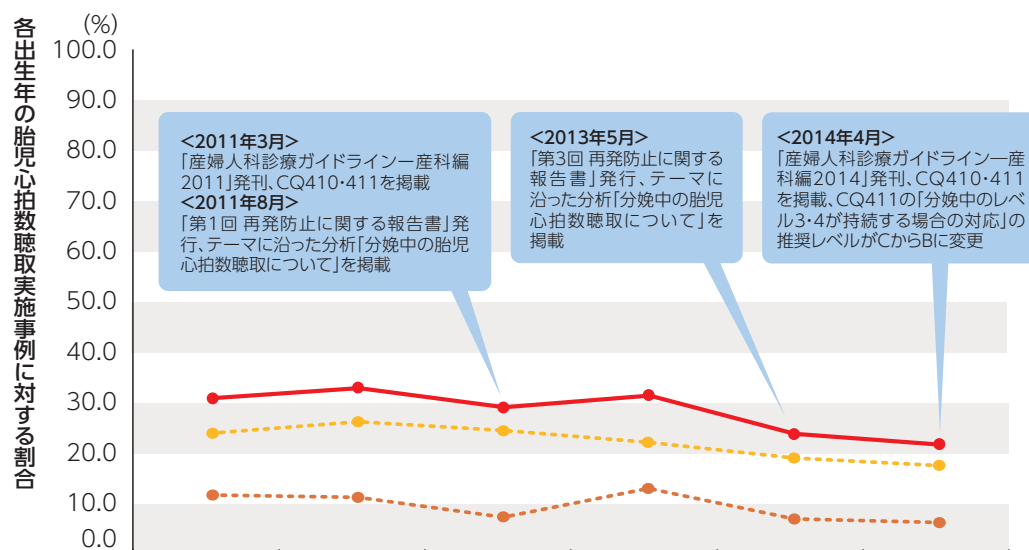 各出生年の胎児心拍数聴取実施事例に対する割合
(%)
100.0
90.0
80.0
70.0
60.0
50.0
40.0
30.0
20.0
10.0
0.0
<2011年3月>
「産婦人科診療ガイドライン―産科編
2011」発刊、CQ410・411を掲載
<2011年8月>
「第1回 再発防止に関する報告書」発
行、テーマに沿った分析「分娩中の胎児
心拍数聴取について」を掲載
<2013年5月>
「第3回 再発防止に関する
報告書」発行、テーマに
沿った分析「分娩中の胎児
心拍数聴取について」を
掲載
<2014年4月>
「産婦人科診療ガイドライン―産
科編2014」発刊、CQ410・411
を掲載、CQ411の「分娩中のレベ
ル3・4が持続する場合の対応」の
推奨レベルがCからBに変更